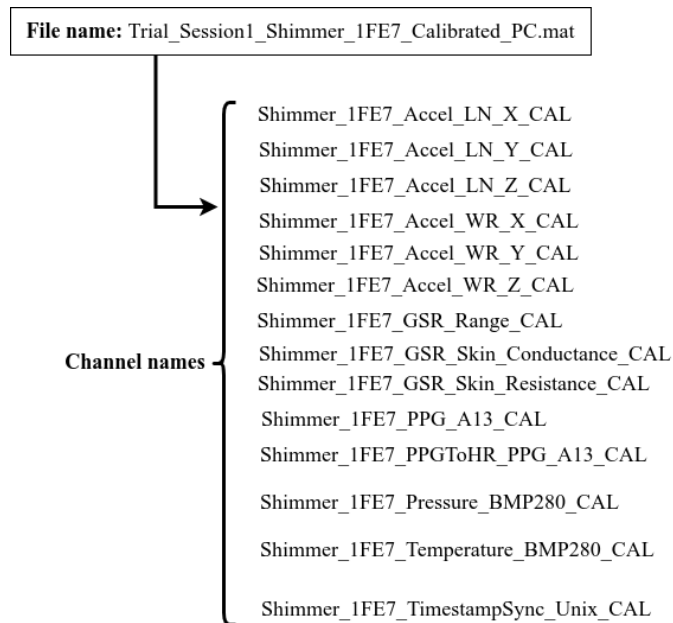 File name: Trial_Session1_Shimmer_1FE7_Calibrated_PC.mat
Shimmer_1FE7_Accel_LN_X_CAL
Shimmer_1FE7_Accel_LN_Y_CAL
Shimmer_1FE7_Accel_LN_Z_CAL
Shimmer_1FE7_Accel_WR_X_CAL
Shimmer_1FE7_Accel_WR_Y_CAL
Shimmer_1FE7_Accel_WR_Z_CAL
Shimmer_1FE7_GSR_Range_CAL
Channel names
Shimmer_1FE7_GSR_Skin_Conductance_CAL
Shimmer_1FE7_GSR_Skin_Resistance_CAL
Shimmer_1FE7_PPG_A13_CAL
Shimmer_1FE7_PPGToHR_PPG_A13_CAL
Shimmer_1FE7_Pressure_BMP280_CAL
Shimmer_1FE7_Temperature_BMP280_CAL
Shimmer_1FE7_TimestampSync_Unix_CAL